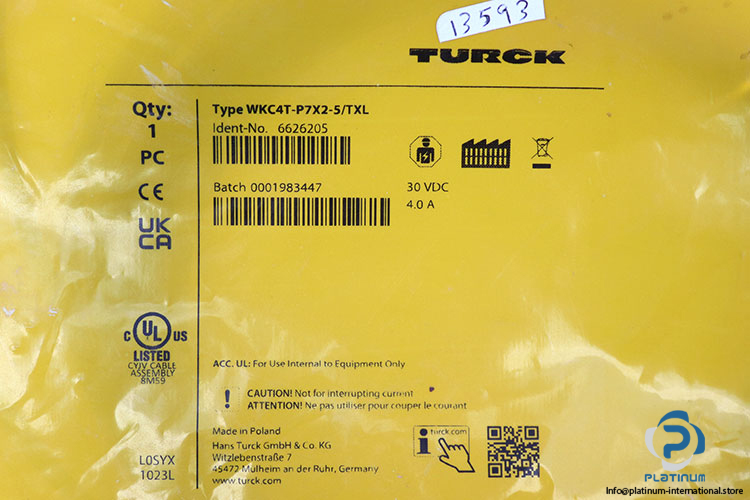 13593
TURCK
Qty:
1
PC
CE
UK
CA
Type WKC4T-P7X2-5/TXL
Ident-No. 6626205
Batch 0001983447
30 VDC
4.0 A
C UL US
LISTED
CYJV CABLE
ASSEMBLY
8M59
ACC. UL: For Use Internal to Equipment Only
! CAUTION! Not for interrupting current
ATTENTION! Ne pas utiliser pour couper le courant
Made in Poland
Hans Turck GmbH & Co. KG
Witzlebenstraße 7
45472 Mülheim an der Ruhr, Germany
www.turck.com
i turck.com
L0SYX
1023L
PLATINUM
Info@platinum-international.store